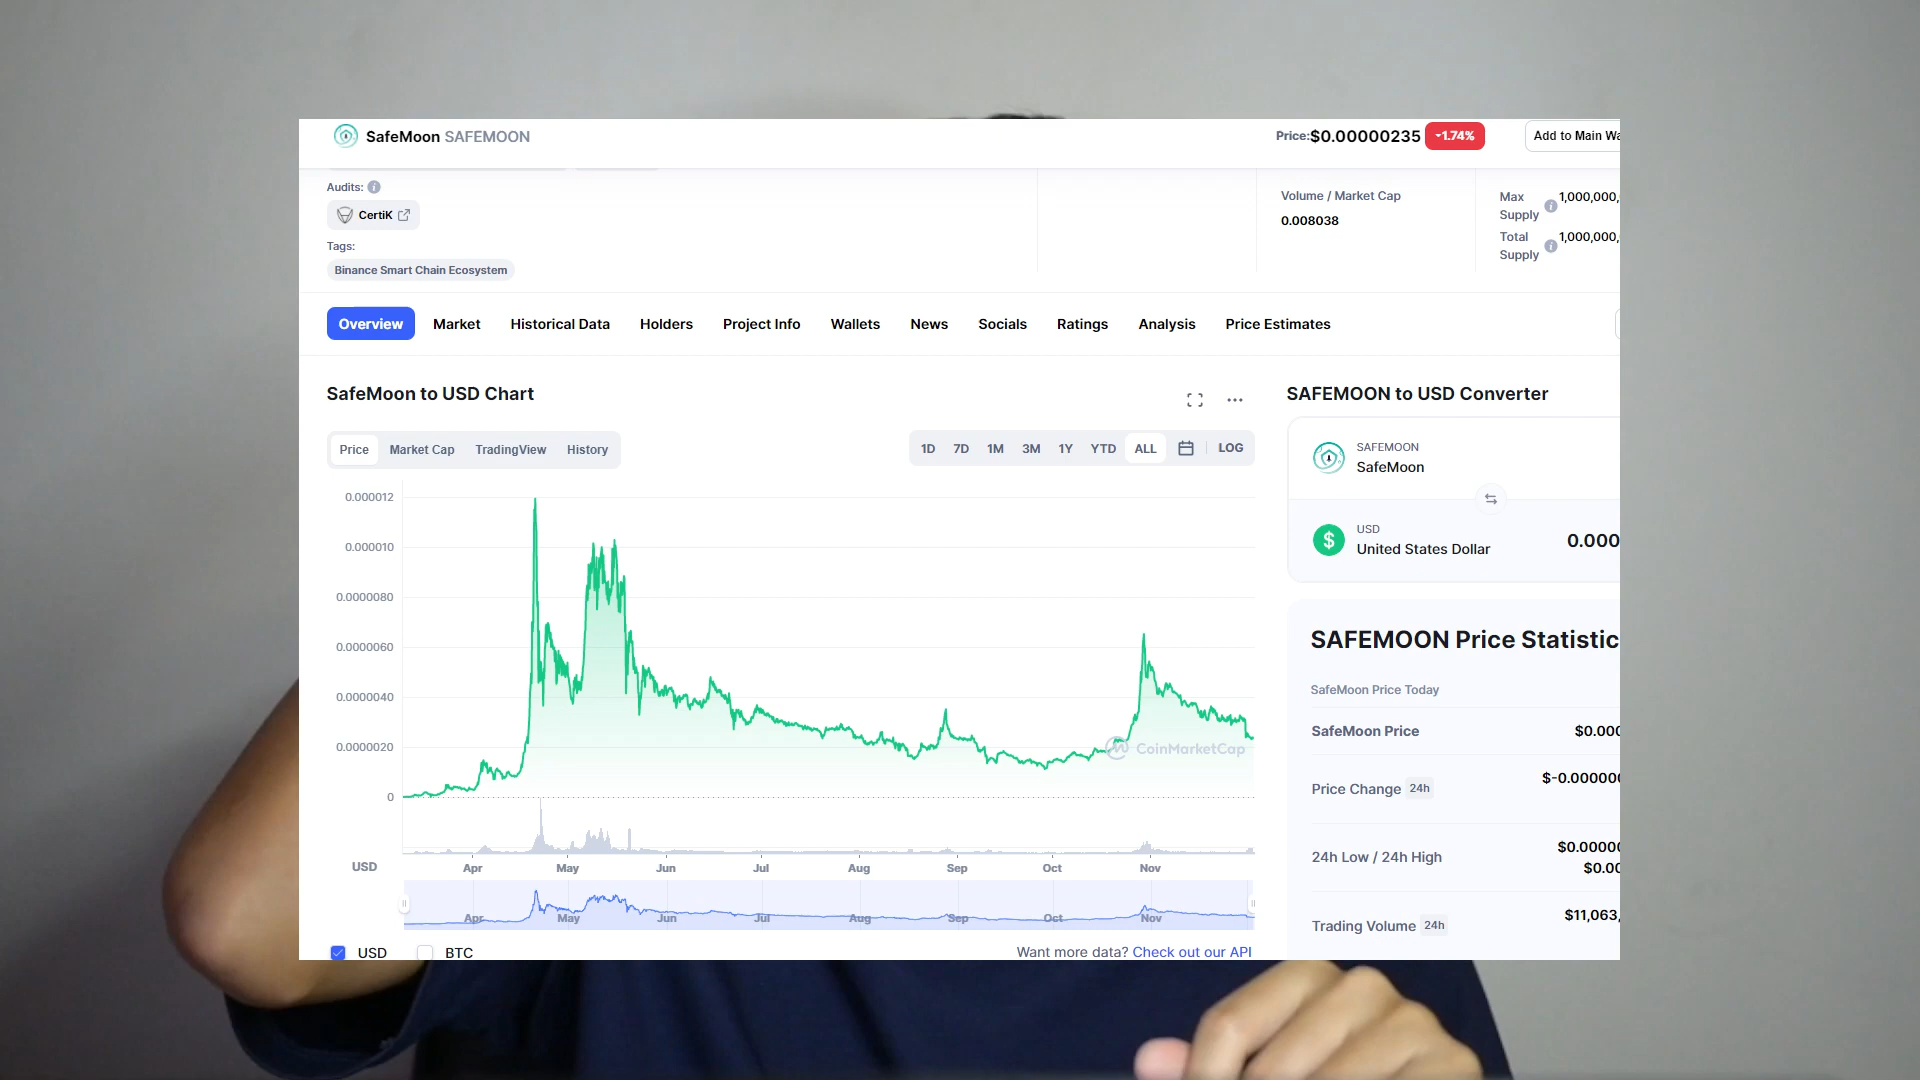 SafeMoon SAFEMOON
Price:$0.00000235 -1.74%
Add to Main Wa
Audits:
CertiK
Tags:
Binance Smart Chain Ecosystem
Volume / Market Cap
0.008038
Max Supply 1,000,000,
Total Supply 1,000,000,
Overview Market Historical Data Holders Project Info Wallets News Socials Ratings Analysis Price Estimates
SafeMoon to USD Chart
Price Market Cap TradingView History
1D 7D 1M 3M 1Y YTD ALL LOG
0.000012
0.000010
0.0000080
0.0000060
0.0000040
0.0000020
0
CoinMarketCap
USD
Apr May Jun Jul Aug Sep Oct Nov
Apr May Jun Jul Aug Sep Oct Nov
USD BTC
Want more data? Check out our API
SAFEMOON to USD Converter
SAFEMOON
SafeMoon
USD
United States Dollar
0.000
SAFEMOON Price Statistic
SafeMoon Price Today
SafeMoon Price $0.000
Price Change 24h $-0.000000
24h Low / 24h High $0.00000
$0.00
Trading Volume 24h $11,063,